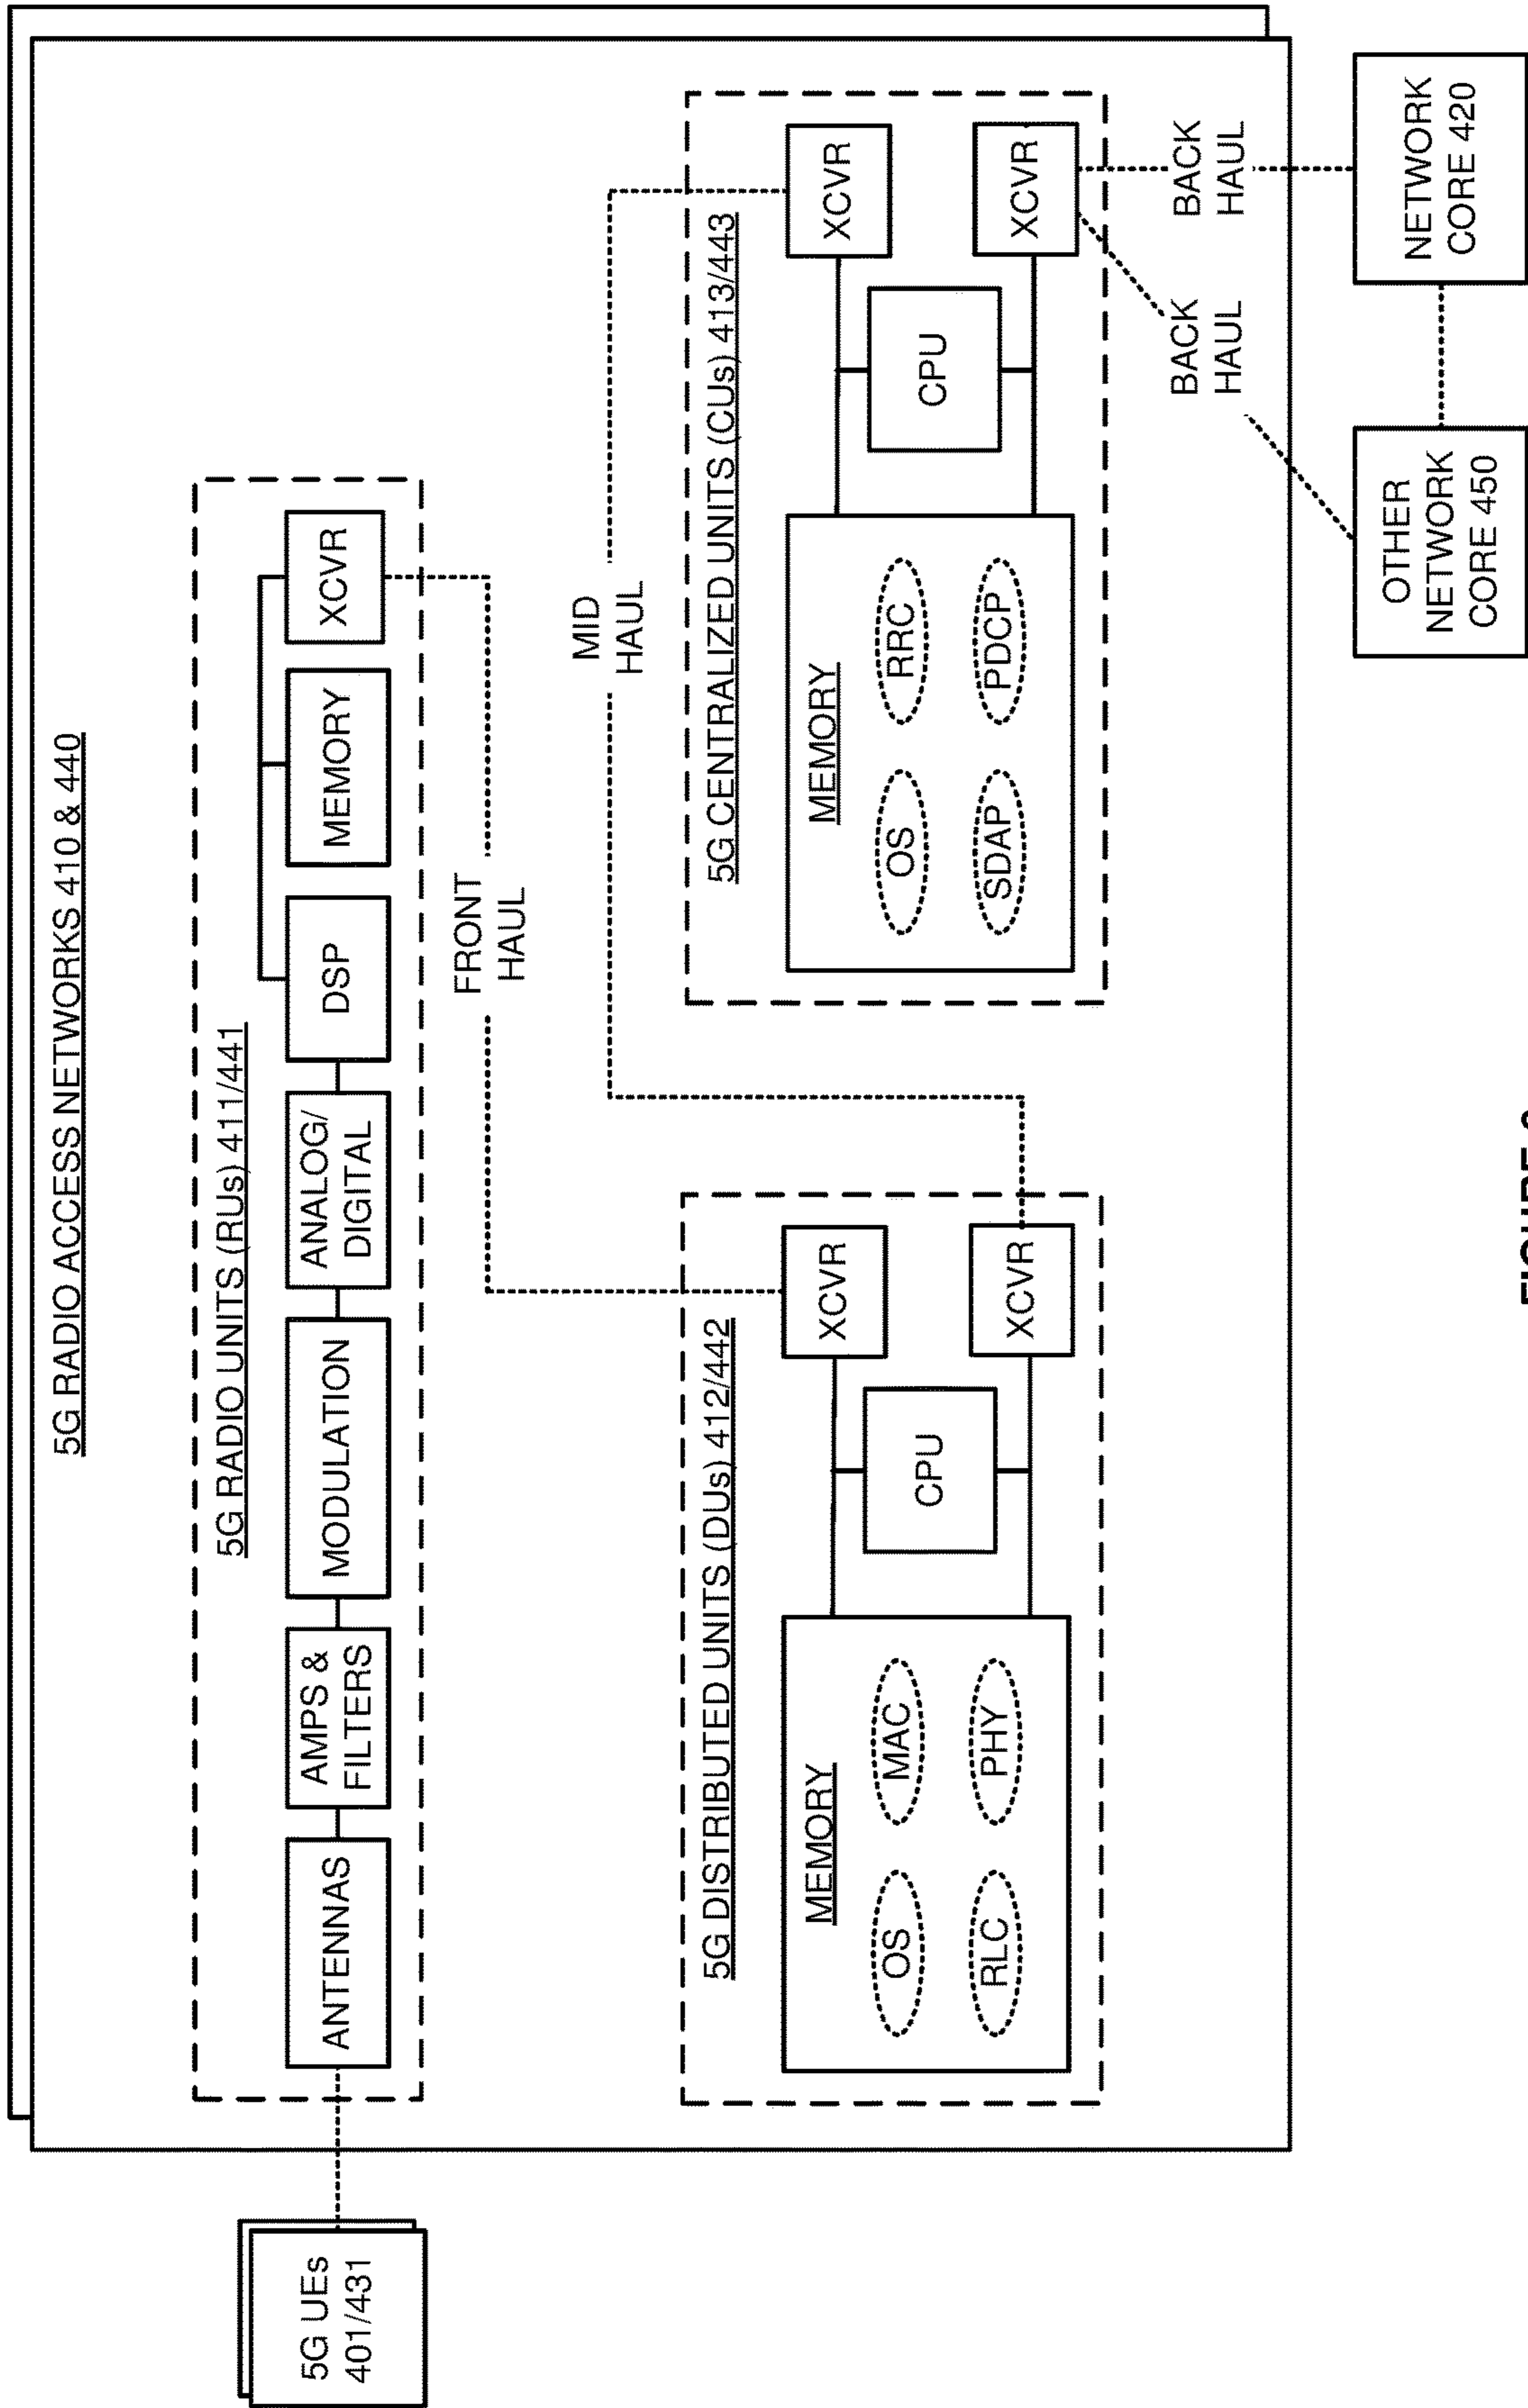 5G RADIO ACCESS NETWORKS 410 & 440
5G RADIO UNITS (RUs) 411/441
5G UEs
401/431
ANTENNAS
AMPS &
FILTERS
MODULATION
ANALOG/
DIGITAL
DSP
MEMORY
XCVR
FRONT
HAUL
MID
HAUL
5G DISTRIBUTED UNITS (DUs) 412/442
MEMORY
OS
MAC
RLC
PHY
CPU
XCVR
XCVR
5G CENTRALIZED UNITS (CUs) 413/443
MEMORY
OS
RRC
SDAP
PDCP
CPU
XCVR
XCVR
BACK
HAUL
BACK
HAUL
OTHER
NETWORK
CORE 450
NETWORK
CORE 420
FIGURE